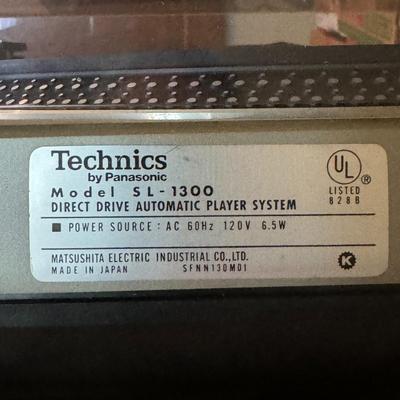 Technics
by Panasonic
Model SL-1300
DIRECT DRIVE AUTOMATIC PLAYER SYSTEM
■ POWER SOURCE : AC 60Hz 120V 6.5W
MATSUSHITA ELECTRIC INDUSTRIAL CO.,LTD.
MADE IN JAPAN SFNN130M01
UL ®
LISTED
828B
K